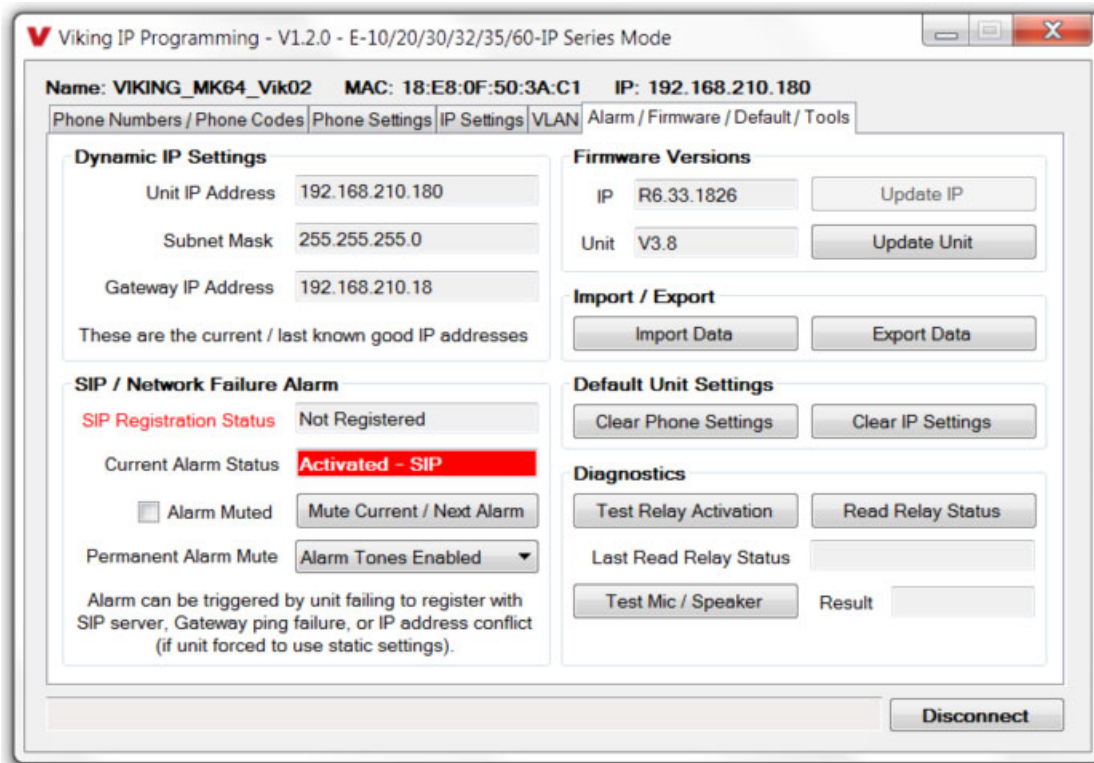 Viking IP Programming - V1.2.0 - E-10/20/30/32/35/60-IP Series Mode
Name: VIKING_MK64_Vik02 MAC: 18:E8:0F:50:3A:C1 IP: 192.168.210.180
Phone Numbers / Phone Codes Phone Settings IP Settings VLAN Alarm / Firmware / Default / Tools
Dynamic IP Settings
Unit IP Address 192.168.210.180
Subnet Mask 255.255.255.0
Gateway IP Address 192.168.210.18
These are the current / last known good IP addresses
SIP / Network Failure Alarm
SIP Registration Status Not Registered
Current Alarm Status Activated - SIP
Alarm Muted Mute Current / Next Alarm
Permanent Alarm Mute Alarm Tones Enabled
Alarm can be triggered by unit failing to register with
SIP server, Gateway ping failure, or IP address conflict
(if unit forced to use static settings).
Firmware Versions
IP R6.33.1826 Update IP
Unit V3.8 Update Unit
Import / Export
Import Data Export Data
Default Unit Settings
Clear Phone Settings Clear IP Settings
Diagnostics
Test Relay Activation Read Relay Status
Last Read Relay Status
Test Mic / Speaker Result
Disconnect